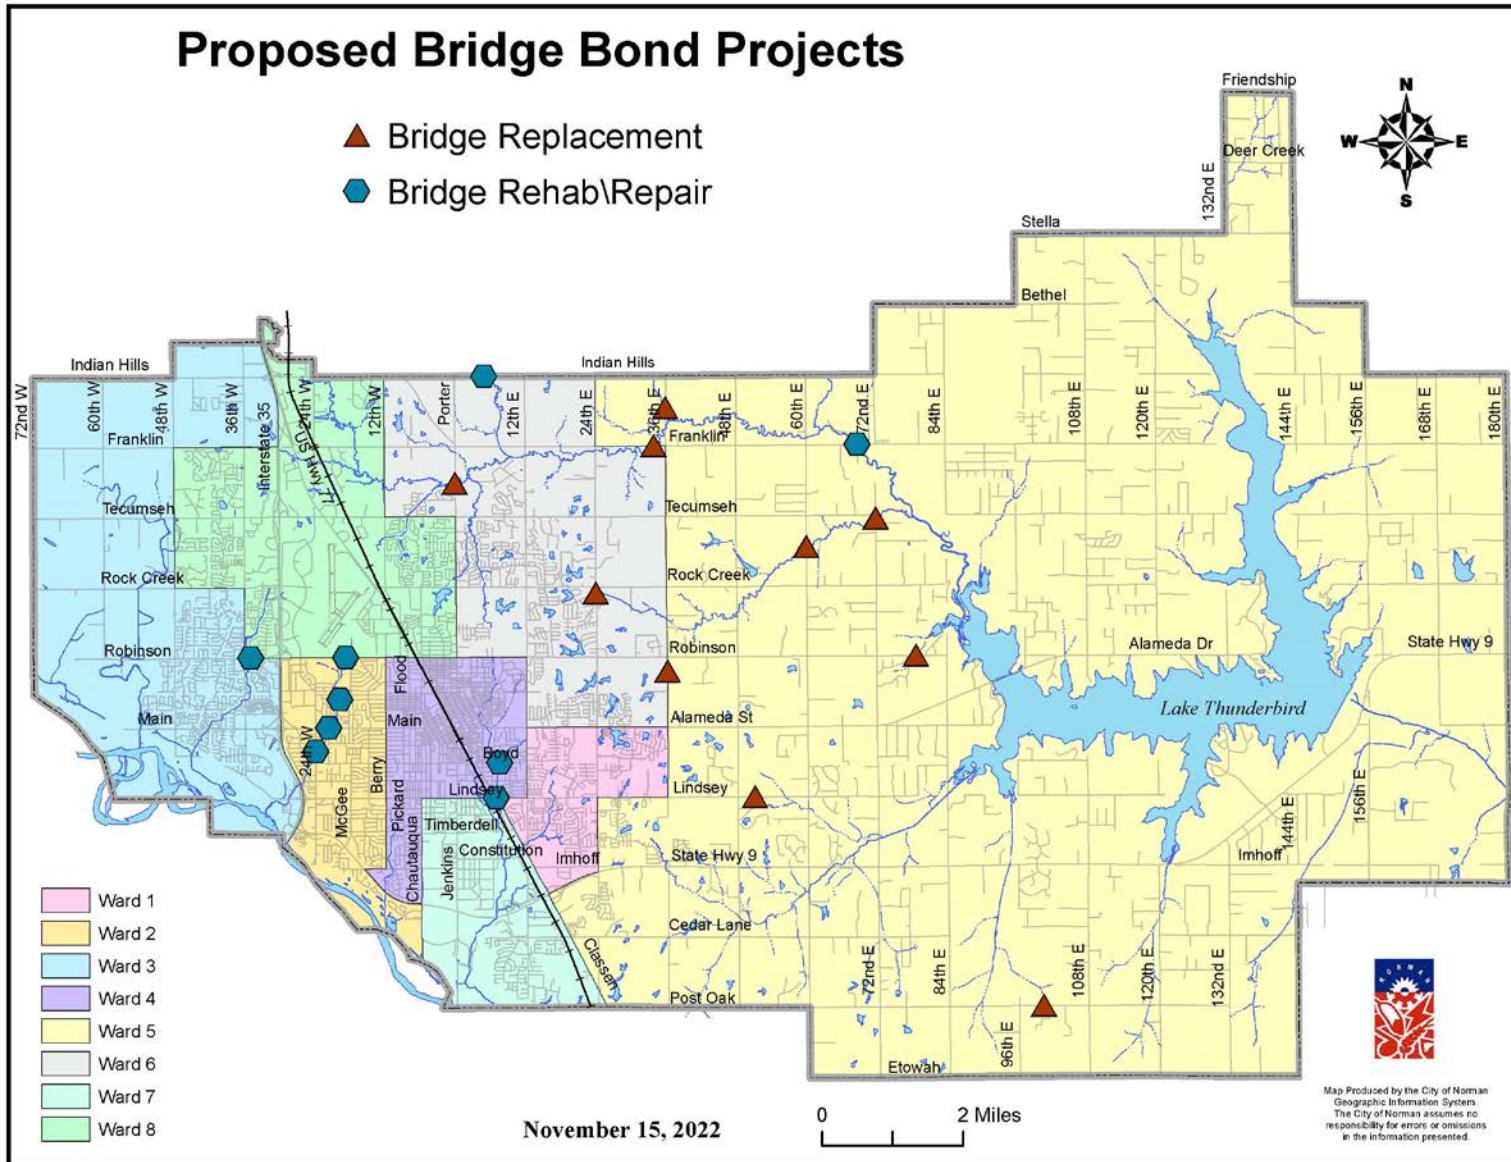 Proposed Bridge Bond Projects
Bridge Replacement
Bridge Rehab\Repair
N
W
E
S
Friendship
Deer Creek
132nd E
Stella
Bethel
Indian Hills
Indian Hills
72nd W
60th W
48th W
36th W
Interstate 35
24th W
US Hwy 77
12th W
Porter
12th E
24th E
36th E
48th E
60th E
72nd E
84th E
108th E
120th E
144th E
156th E
168th E
180th E
Franklin
Franklin
Tecumseh
Tecumseh
Rock Creek
Rock Creek
Robinson
Robinson
Alameda Dr
State Hwy 9
Flood
Main
Main
Alameda St
Lake Thunderbird
24th W
Boyd
Berry
Lindsey
Lindsey
McGee
Pickard
Chautauqua
Timberdell
Jenkins
Constitution
Imhoff
State Hwy 9
144th E
156th E
Imhoff
Cedar Lane
Classen
72nd E
84th E
108th E
120th E
132nd E
Post Oak
96th E
Etowah
Ward 1
Ward 2
Ward 3
Ward 4
Ward 5
Ward 6
Ward 7
Ward 8
November 15, 2022
0
2 Miles
NORMAN
Map Produced by the City of Norman
Geographic Information System.
The City of Norman assumes no
responsibility for errors or omissions
in the information presented.